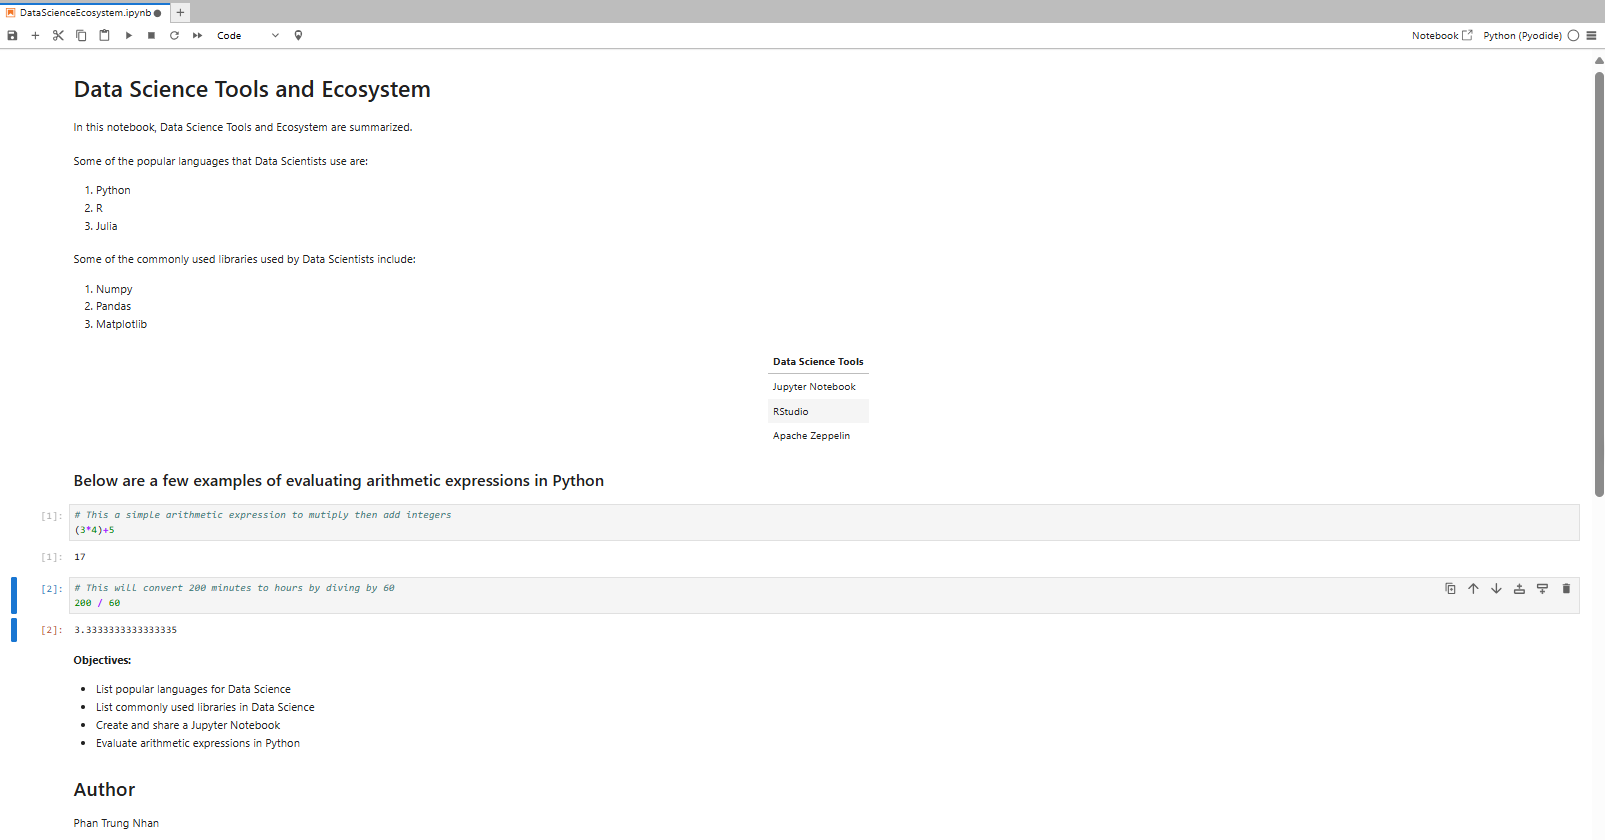 DataScienceEcosystem.ipynb
Code
Notebook
Python (Pyodide)
Data Science Tools and Ecosystem
In this notebook, Data Science Tools and Ecosystem are summarized.
Some of the popular languages that Data Scientists use are:
1. Python
2. R
3. Julia
Some of the commonly used libraries used by Data Scientists include:
1. Numpy
2. Pandas
3. Matplotlib
Data Science Tools
Jupyter Notebook
RStudio
Apache Zeppelin
Below are a few examples of evaluating arithmetic expressions in Python
[1]: # This a simple arithmetic expression to mutiply then add integers
(3*4)+5
[1]: 17
[2]: # This will convert 200 minutes to hours by diving by 60
200 / 60
[2]: 3.3333333333333335
Objectives:
• List popular languages for Data Science
• List commonly used libraries in Data Science
• Create and share a Jupyter Notebook
• Evaluate arithmetic expressions in Python
Author
Phan Trung Nhan